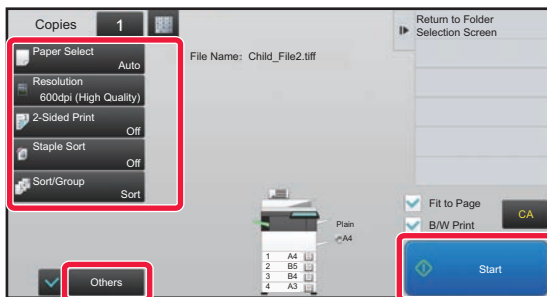 Copies
1
Return to Folder
Selection Screen
File Name: Child_File2.tiff
Paper Select
Auto
Resolution
600dpi (High Quality)
2-Sided Print
Off
Staple Sort
Off
Sort/Group
Sort
Plain
A4
1 A4
2 B5
3 B4
4 A3
Fit to Page
B/W Print
CA
Others
Start